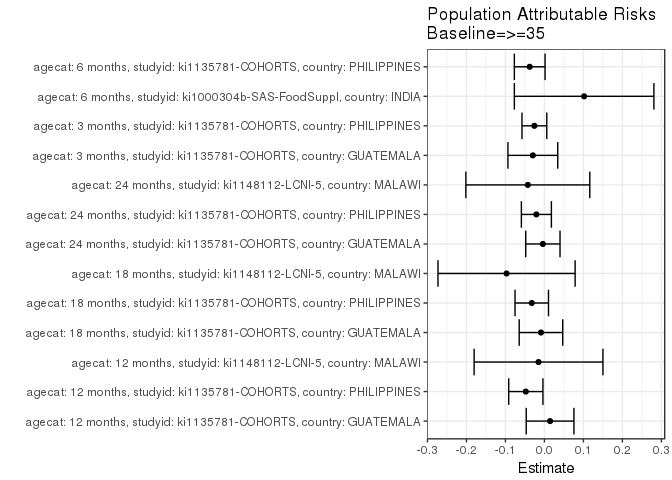 Population Attributable Risks
Baseline=>=35
agecat: 6 months, studyid: ki1135781-COHORTS, country: PHILIPPINES
agecat: 6 months, studyid: ki1000304b-SAS-FoodSuppl, country: INDIA
agecat: 3 months, studyid: ki1135781-COHORTS, country: PHILIPPINES
agecat: 3 months, studyid: ki1135781-COHORTS, country: GUATEMALA
agecat: 24 months, studyid: ki1148112-LCNI-5, country: MALAWI
agecat: 24 months, studyid: ki1135781-COHORTS, country: PHILIPPINES
agecat: 24 months, studyid: ki1135781-COHORTS, country: GUATEMALA
agecat: 18 months, studyid: ki1148112-LCNI-5, country: MALAWI
agecat: 18 months, studyid: ki1135781-COHORTS, country: PHILIPPINES
agecat: 18 months, studyid: ki1135781-COHORTS, country: GUATEMALA
agecat: 12 months, studyid: ki1148112-LCNI-5, country: MALAWI
agecat: 12 months, studyid: ki1135781-COHORTS, country: PHILIPPINES
agecat: 12 months, studyid: ki1135781-COHORTS, country: GUATEMALA
-0.3 -0.2 -0.1 0.0 0.1 0.2 0.3
Estimate